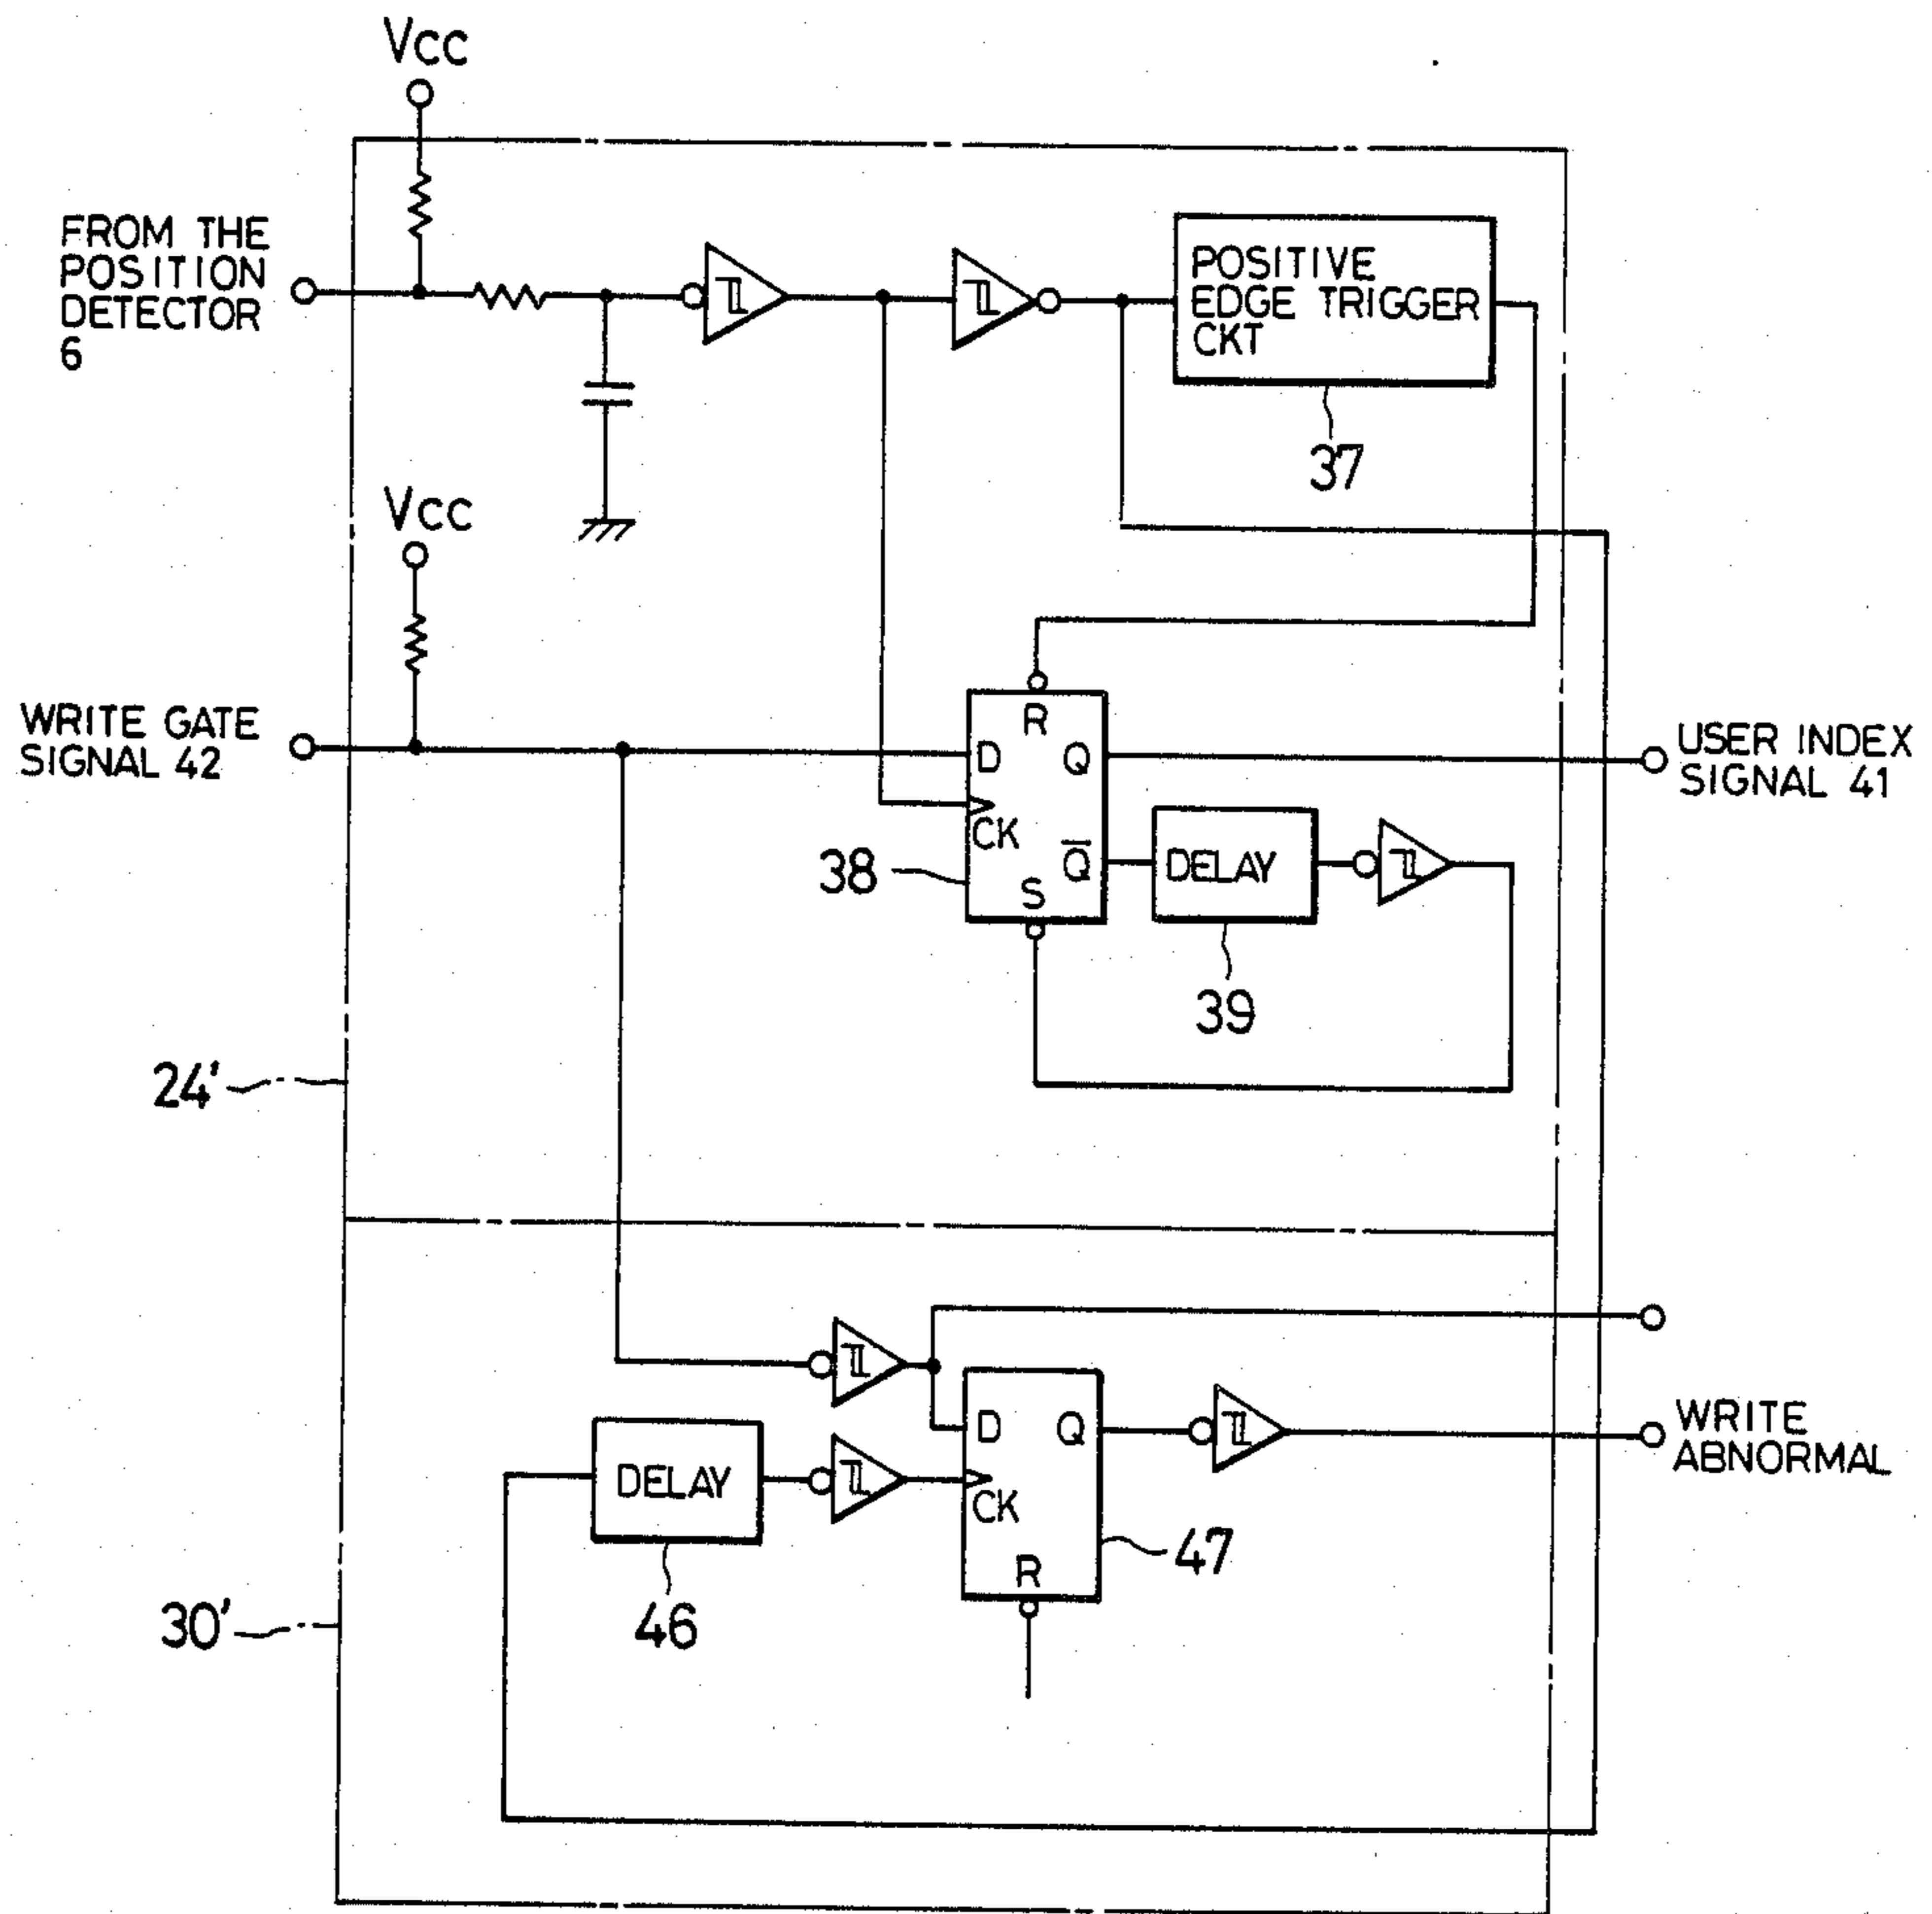 VCC
FROM THE
POSITION
DETECTOR
6
POSITIVE
EDGE TRIGGER
CKT
37
VCC
WRITE GATE
SIGNAL 42
R
D
Q
CK
Q̅
S
38
DELAY
39
USER INDEX
SIGNAL 41
24'
D
Q
CK
R
DELAY
46
47
WRITE
ABNORMAL
30'